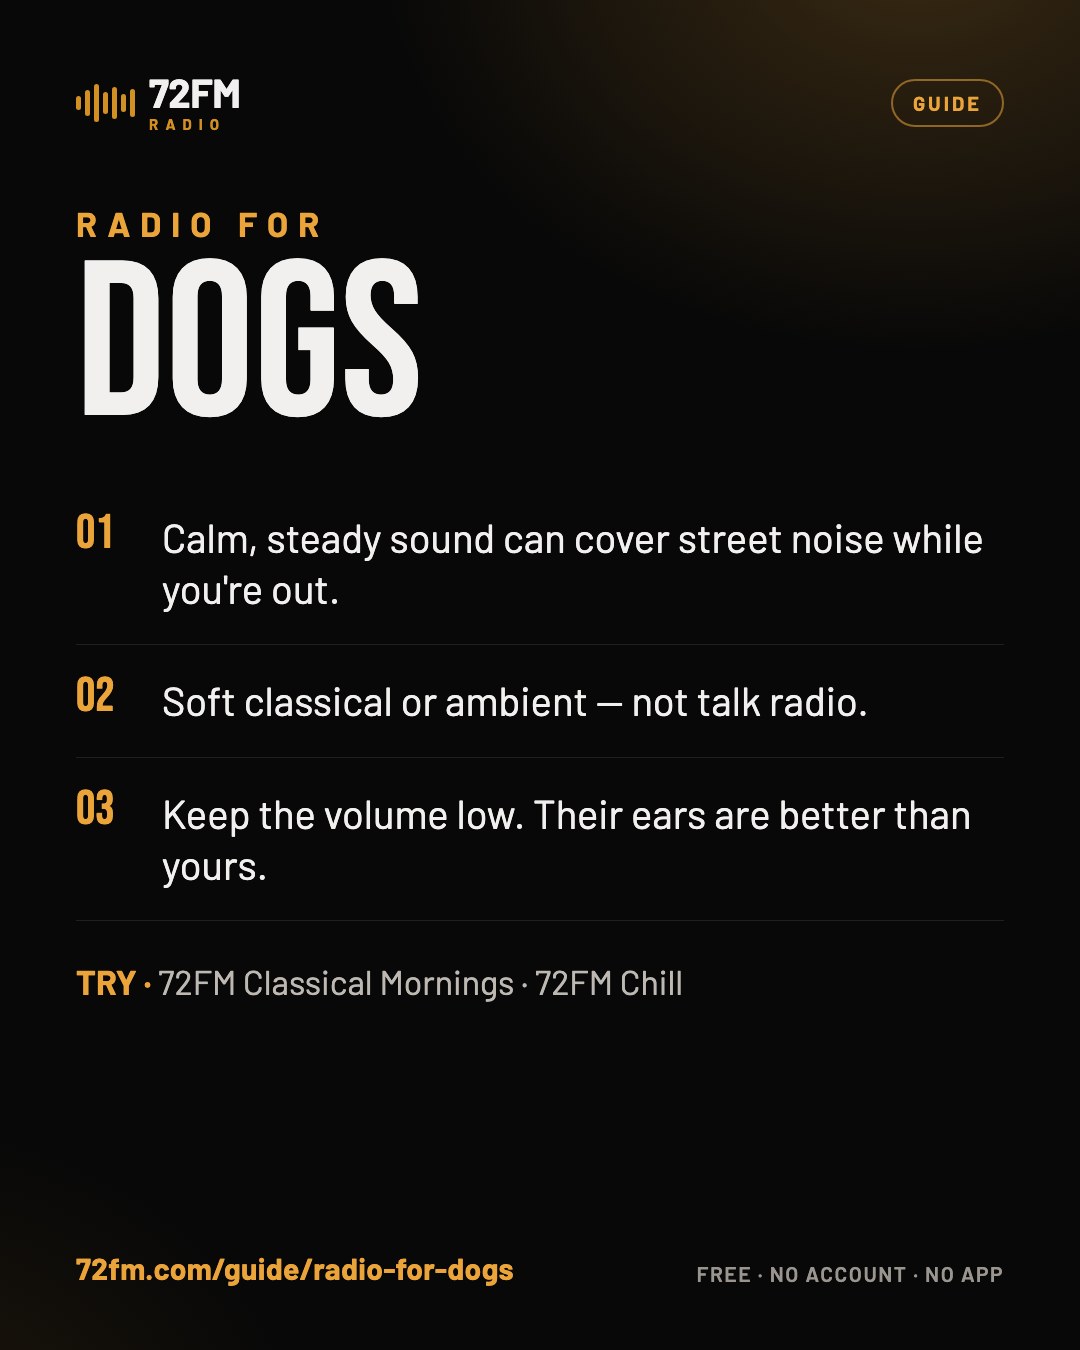 72FM
RADIO
GUIDE
RADIO FOR
DOGS
01 Calm, steady sound can cover street noise while
you're out.
02 Soft classical or ambient — not talk radio.
03 Keep the volume low. Their ears are better than
yours.
TRY · 72FM Classical Mornings · 72FM Chill
72fm.com/guide/radio-for-dogs
FREE · NO ACCOUNT · NO APP